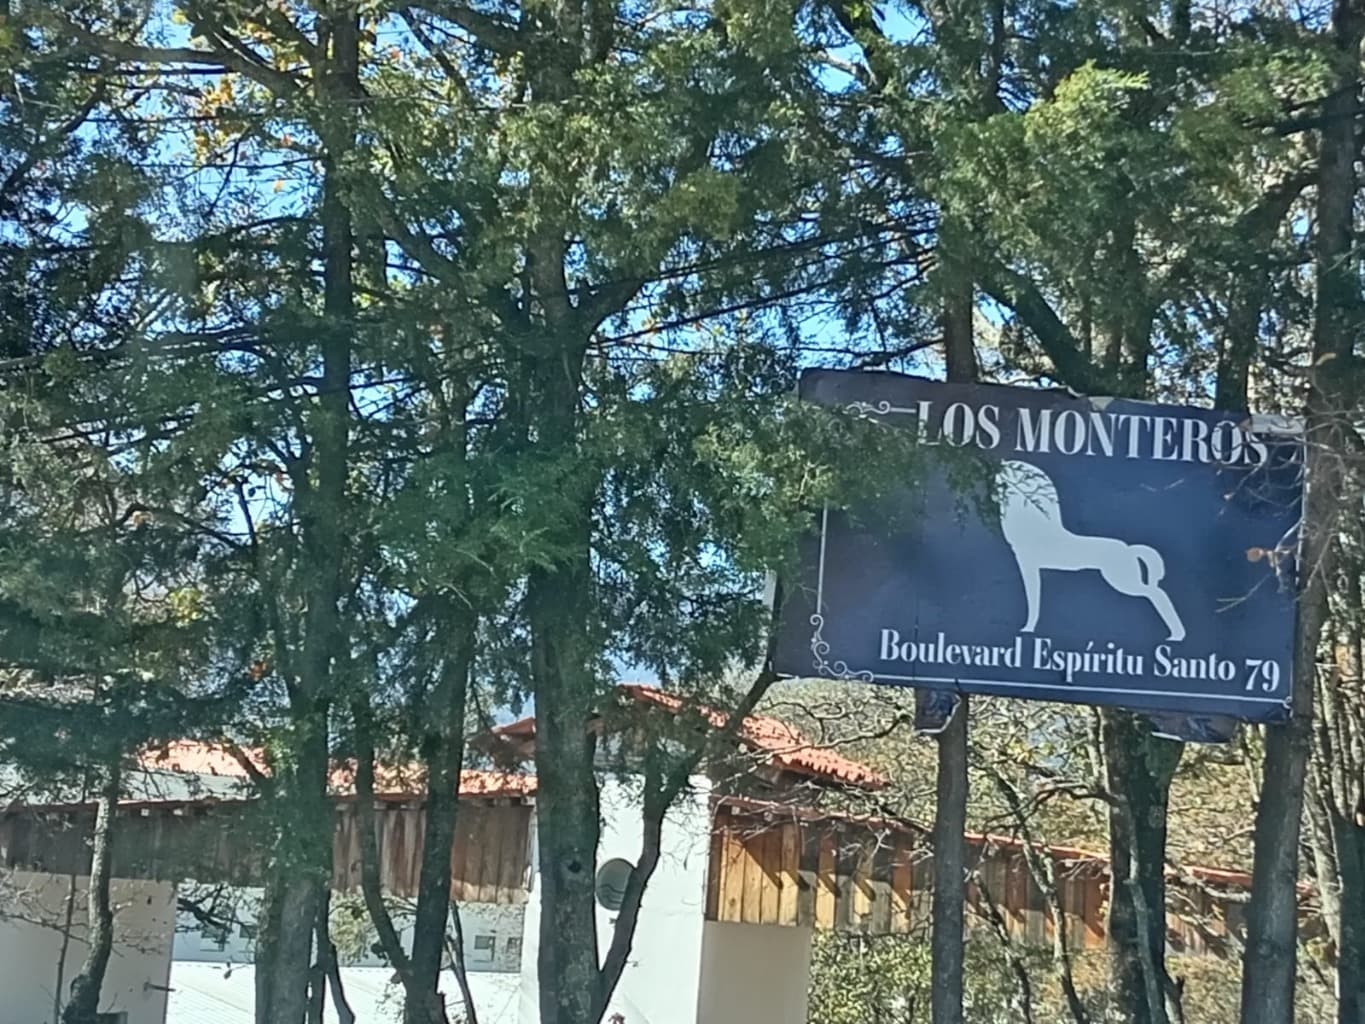 LOS MONTEROS
Boulevard Espíritu Santo 79